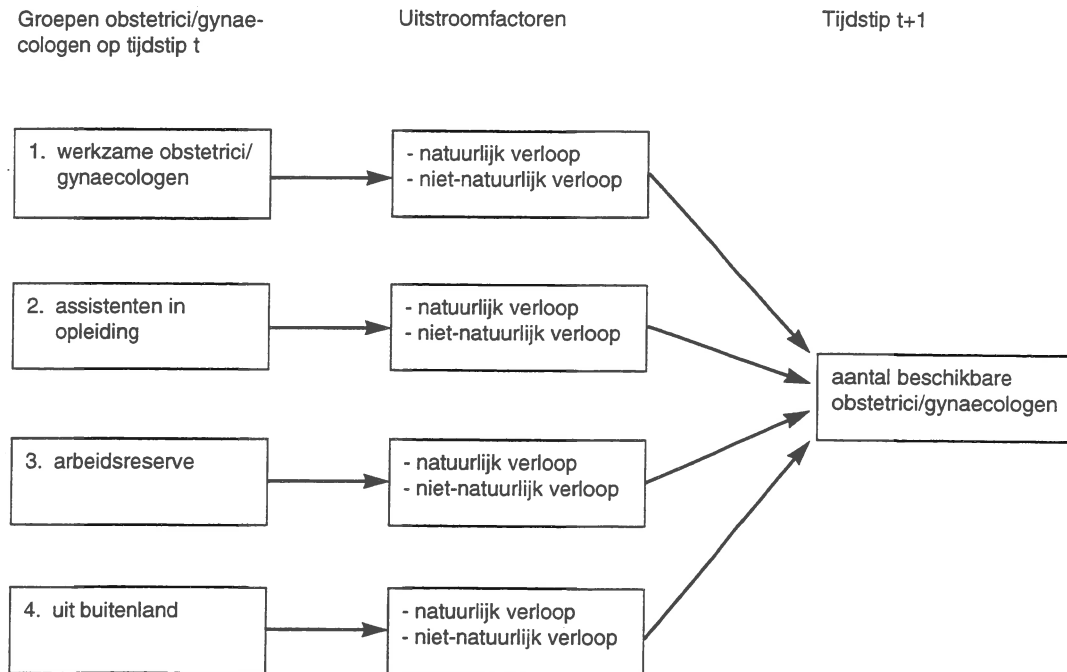 Groepen obstetrici/gynae-
cologen op tijdstip t
Uitstroomfactoren
Tijdstip t+1
1. werkzame obstetrici/
gynaecologen
- natuurlijk verloop
- niet-natuurlijk verloop
2. assistenten in
opleiding
- natuurlijk verloop
- niet-natuurlijk verloop
aantal beschikbare
obstetrici/gynaecologen
3. arbeidsreserve
- natuurlijk verloop
- niet-natuurlijk verloop
4. uit buitenland
- natuurlijk verloop
- niet-natuurlijk verloop